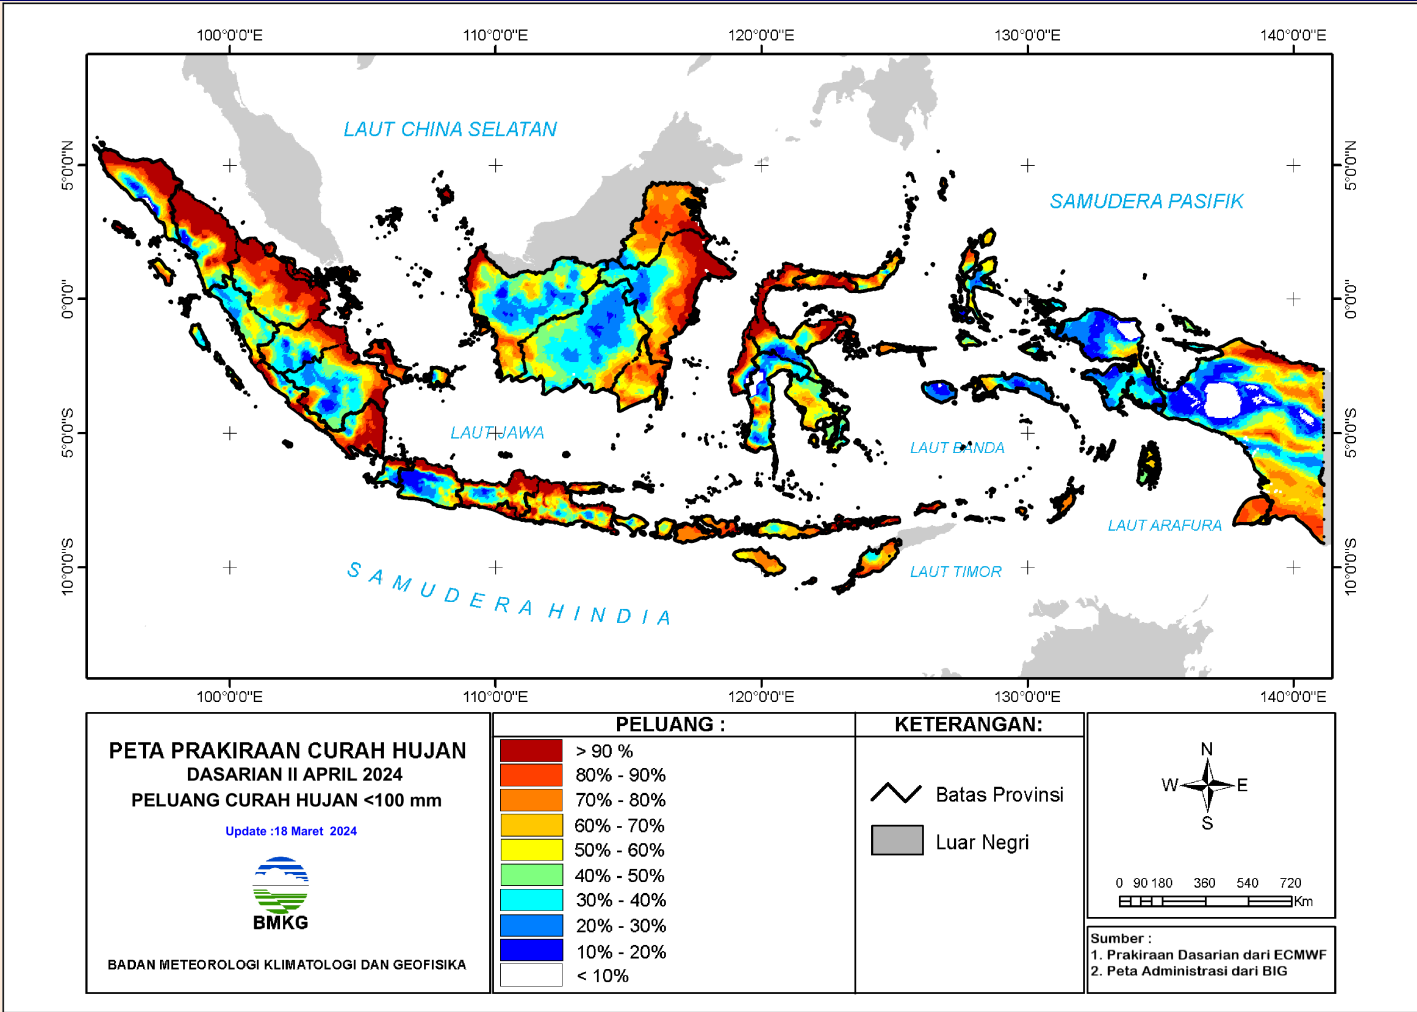 100°0'0"E 110°0'0"E 120°0'0"E 130°0'0"E 140°0'0"E
LAUT CHINA SELATAN
5°0'0"N 5°0'0"N
SAMUDERA PASIFIK
0°0'0" 0°0'0"
LAUT JAWA
5°0'0"S 5°0'0"S
LAUT BANDA
LAUT ARAFURA
10°0'0"S 10°0'0"S
LAUT TIMOR
SAMUDERA HINDIA
100°0'0"E 110°0'0"E 120°0'0"E 130°0'0"E 140°0'0"E
PETA PRAKIRAAN CURAH HUJAN
DASARIAN II APRIL 2024
PELUANG CURAH HUJAN <100 mm
Update :18 Maret 2024
BMKG
BADAN METEOROLOGI KLIMATOLOGI DAN GEOFISIKA
PELUANG :
> 90 %
80% - 90%
70% - 80%
60% - 70%
50% - 60%
40% - 50%
30% - 40%
20% - 30%
10% - 20%
< 10%
KETERANGAN:
Batas Provinsi
Luar Negri
N
W E
S
0 90 180 360 540 720
Km
Sumber :
1. Prakiraan Dasarian dari ECMWF
2. Peta Administrasi dari BIG